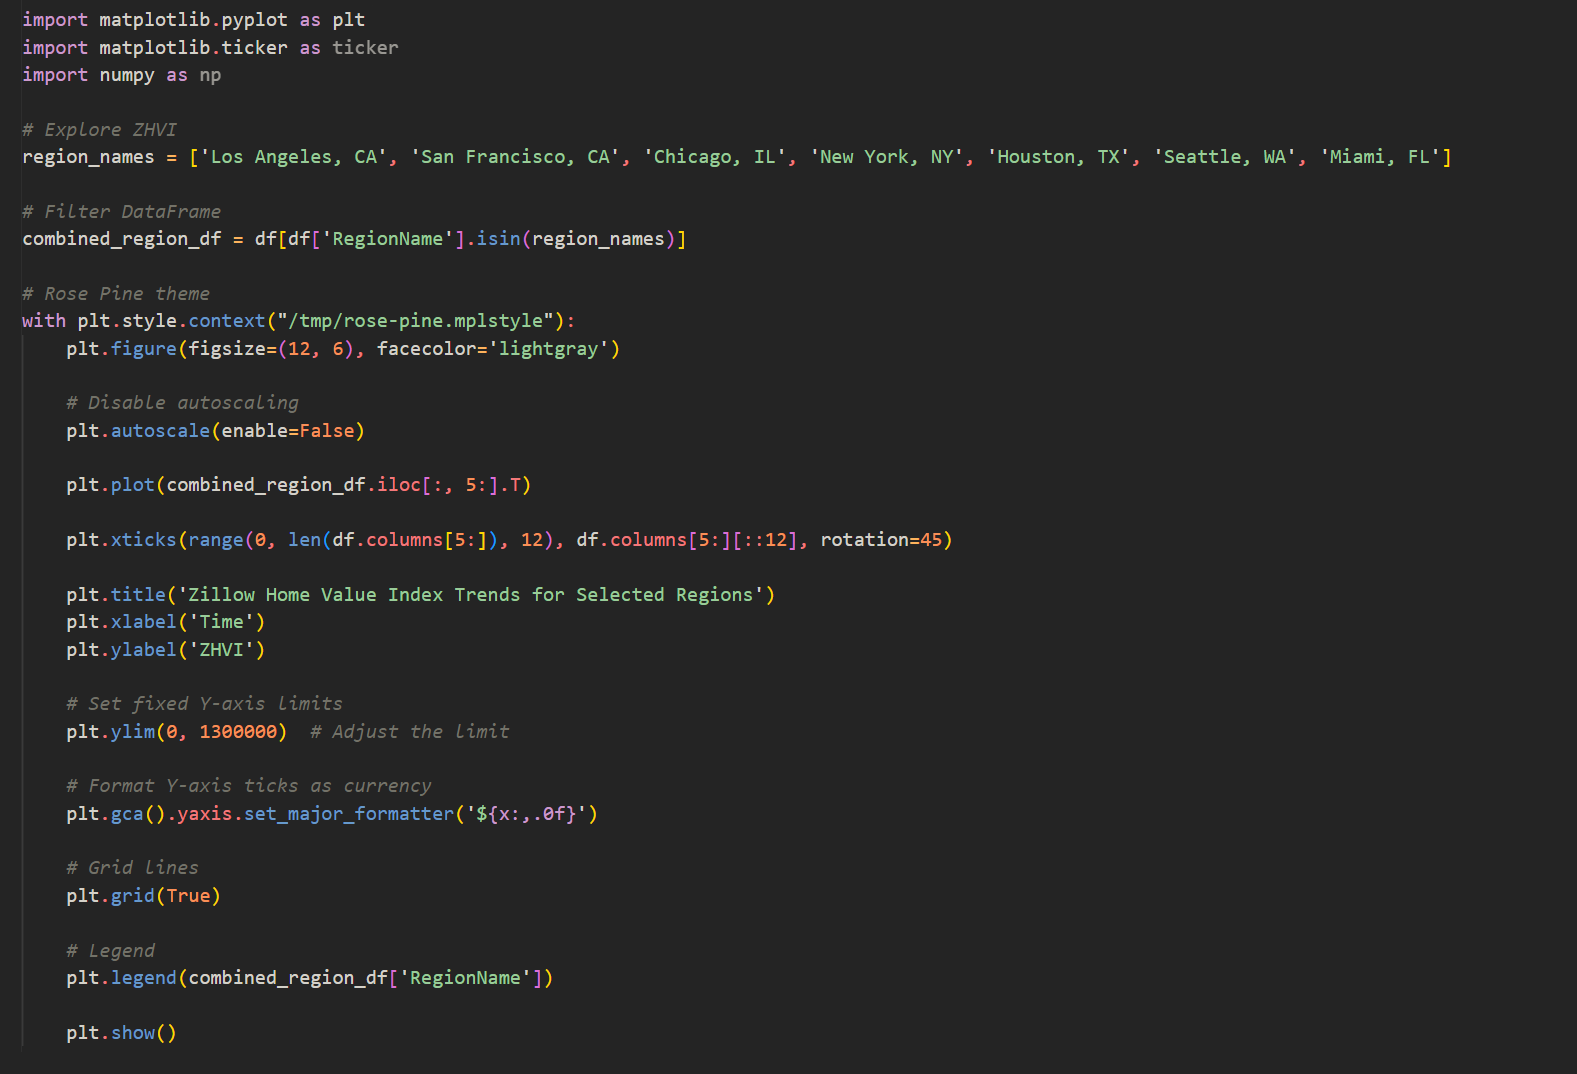 import matplotlib.pyplot as plt
import matplotlib.ticker as ticker
import numpy as np

# Explore ZHVI
region_names = ['Los Angeles, CA', 'San Francisco, CA', 'Chicago, IL', 'New York, NY', 'Houston, TX', 'Seattle, WA', 'Miami, FL']

# Filter DataFrame
combined_region_df = df[df['RegionName'].isin(region_names)]

# Rose Pine theme
with plt.style.context("/tmp/rose-pine.mplstyle"):
    plt.figure(figsize=(12, 6), facecolor='lightgray')

    # Disable autoscaling
    plt.autoscale(enable=False)

    plt.plot(combined_region_df.iloc[:, 5:].T)

    plt.xticks(range(0, len(df.columns[5:]), 12), df.columns[5:][::12], rotation=45)

    plt.title('Zillow Home Value Index Trends for Selected Regions')
    plt.xlabel('Time')
    plt.ylabel('ZHVI')

    # Set fixed Y-axis limits
    plt.ylim(0, 1300000)  # Adjust the limit

    # Format Y-axis ticks as currency
    plt.gca().yaxis.set_major_formatter('${x:,.0f}')

    # Grid lines
    plt.grid(True)

    # Legend
    plt.legend(combined_region_df['RegionName'])

    plt.show()